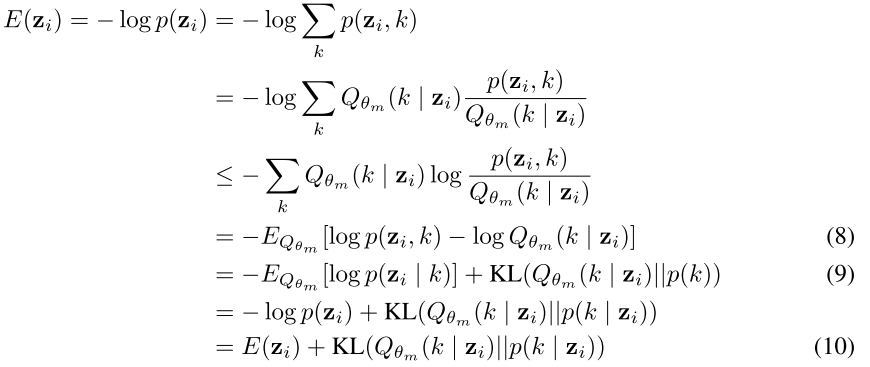 E(z_i) = − log p(z_i) = − log ∑_k p(z_i, k)
= − log ∑_k Q_{θ_m}(k | z_i) p(z_i, k) / Q_{θ_m}(k | z_i)
≤ − ∑_k Q_{θ_m}(k | z_i) log p(z_i, k) / Q_{θ_m}(k | z_i)
= −E_{Q_{θ_m}}[log p(z_i, k) − log Q_{θ_m}(k | z_i)] (8)
= −E_{Q_{θ_m}}[log p(z_i | k)] + KL(Q_{θ_m}(k | z_i)||p(k)) (9)
= − log p(z_i) + KL(Q_{θ_m}(k | z_i)||p(k | z_i))
= E(z_i) + KL(Q_{θ_m}(k | z_i)||p(k | z_i)) (10)